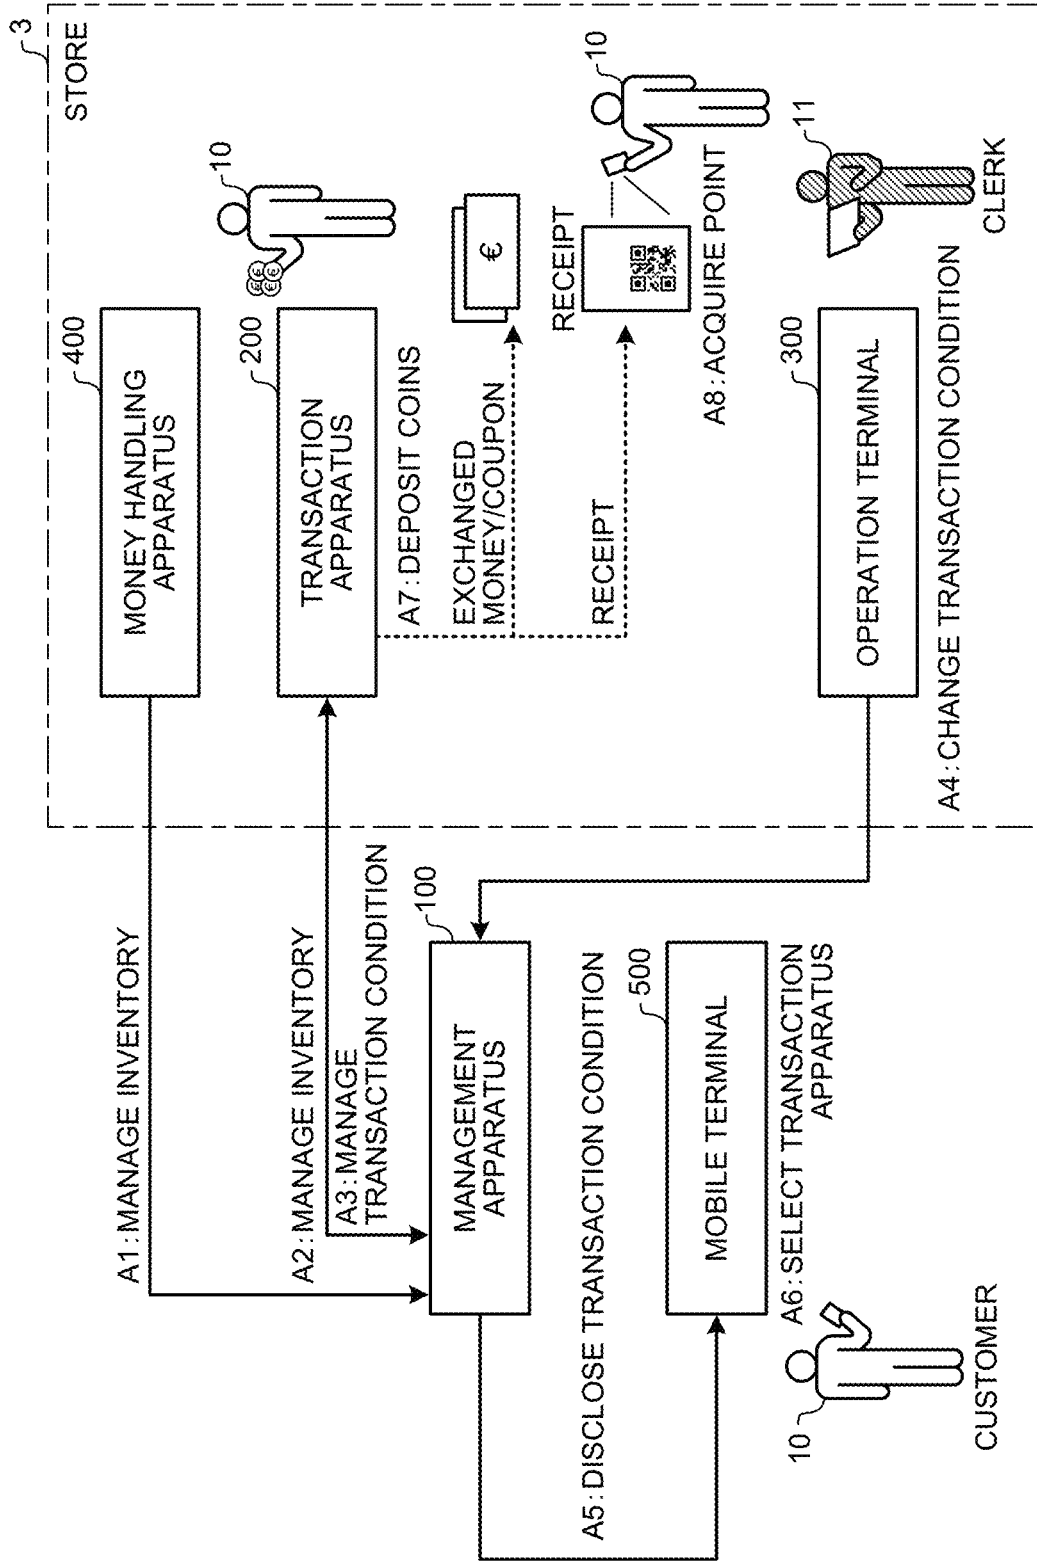 3
STORE
400
MONEY HANDLING
APPARATUS
10
200
TRANSACTION
APPARATUS
A7:DEPOSIT COINS
EXCHANGED
MONEY/COUPON
€
RECEIPT
RECEIPT
10
A8:ACQUIRE POINT
300
OPERATION TERMINAL
11
CLERK
A4:CHANGE TRANSACTION CONDITION
A1:MANAGE INVENTORY
A2:MANAGE INVENTORY
A3:MANAGE
TRANSACTION CONDITION
100
MANAGEMENT
APPARATUS
A5:DISCLOSE TRANSACTION CONDITION
500
MOBILE TERMINAL
A6:SELECT TRANSACTION
APPARATUS
10
CUSTOMER